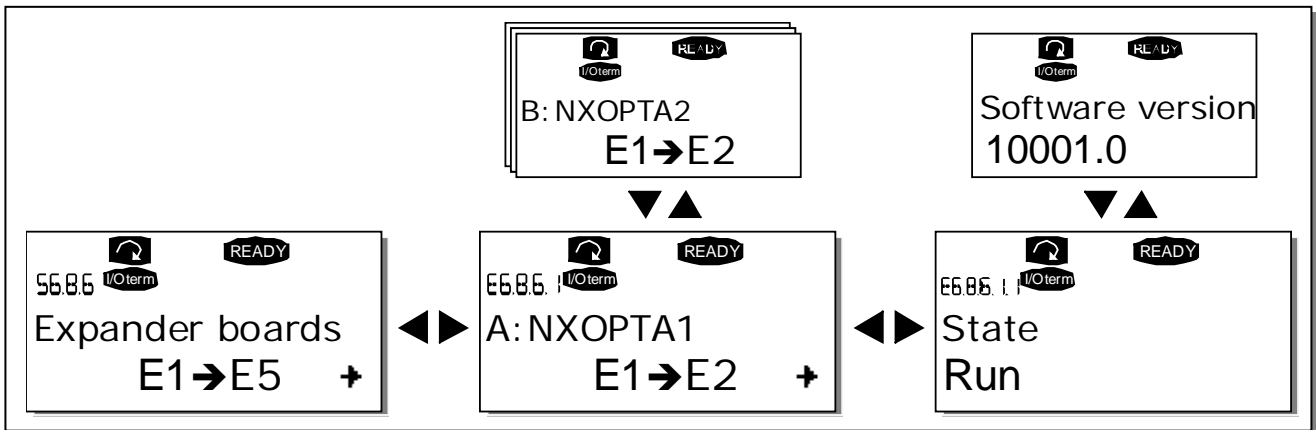 READY
I/Oterm
B:NXOPTA2
E1➔E2
READY
I/Oterm
Software version
10001.0
READY
S6.8.6 I/Oterm
Expander boards
E1➔E5
READY
E6.8.6.1 I/Oterm
A:NXOPTA1
E1➔E2
READY
E6.8.6.1.1 I/Oterm
State
Run